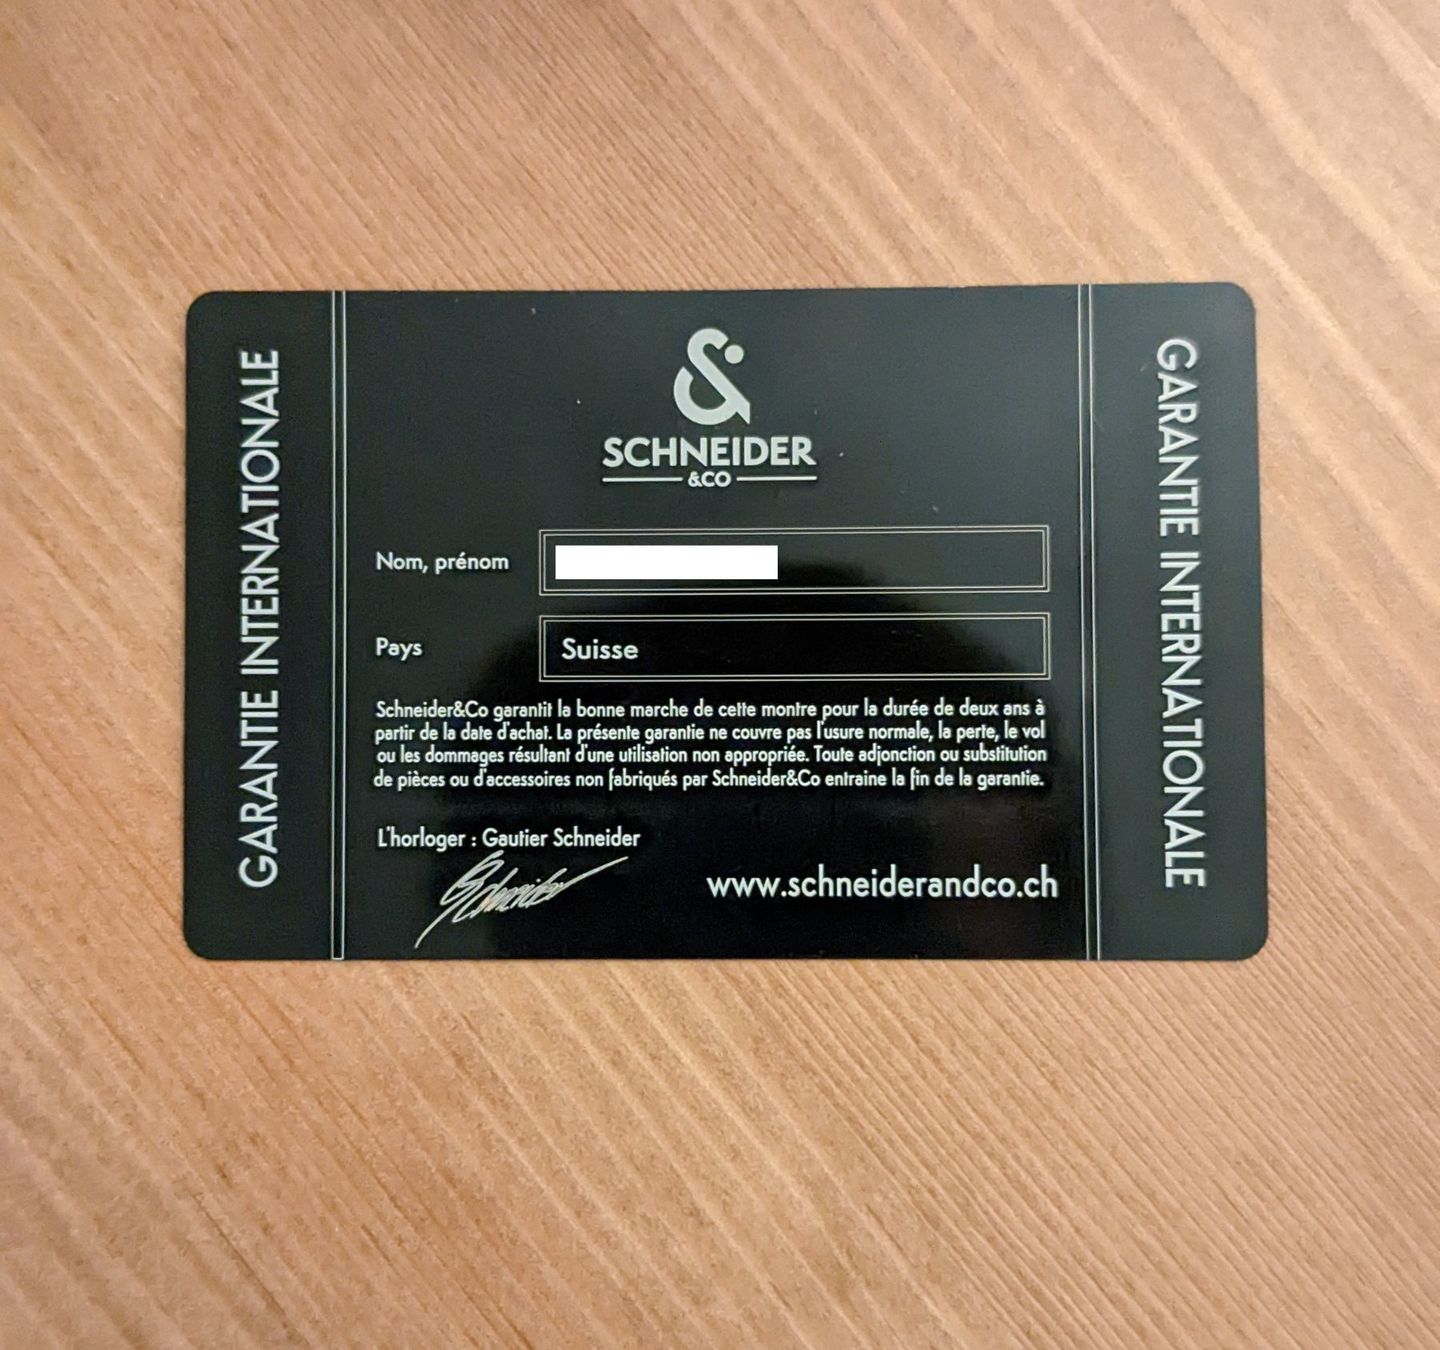 GARANTIE INTERNATIONALE
SCHNEIDER
&CO
Nom, prénom
Pays
Suisse
Schneider&Co garantit la bonne marche de cette montre pour la durée de deux ans à
partir de la date d'achat. La présente garantie ne couvre pas l'usure normale, la perte, le vol
ou les dommages résultant d'une utilisation non appropriée. Toute adjonction ou substitution
de pièces ou d'accessoires non fabriqués par Schneider&Co entraine la fin de la garantie.
L'horloger : Gautier Schneider
Schneider
www.schneiderandco.ch
GARANTIE INTERNATIONALE